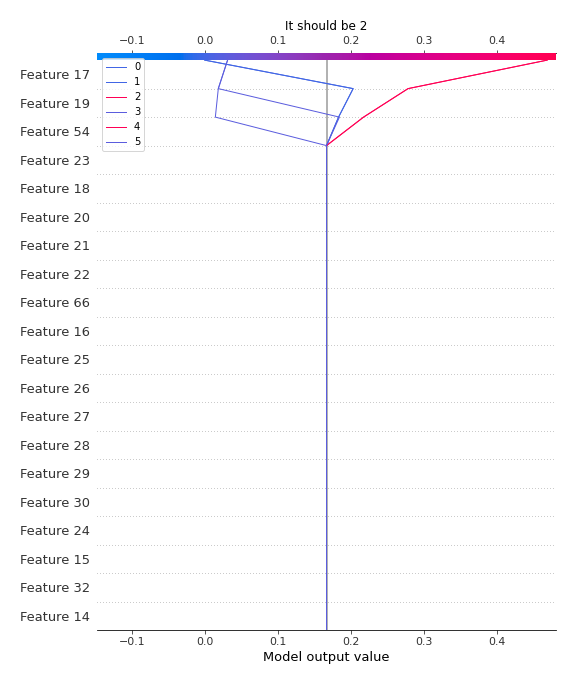 It should be 2
−0.1 0.0 0.1 0.2 0.3 0.4
0
1
2
3
4
5
Feature 17
Feature 19
Feature 54
Feature 23
Feature 18
Feature 20
Feature 21
Feature 22
Feature 66
Feature 16
Feature 25
Feature 26
Feature 27
Feature 28
Feature 29
Feature 30
Feature 24
Feature 15
Feature 32
Feature 14
−0.1 0.0 0.1 0.2 0.3 0.4
Model output value